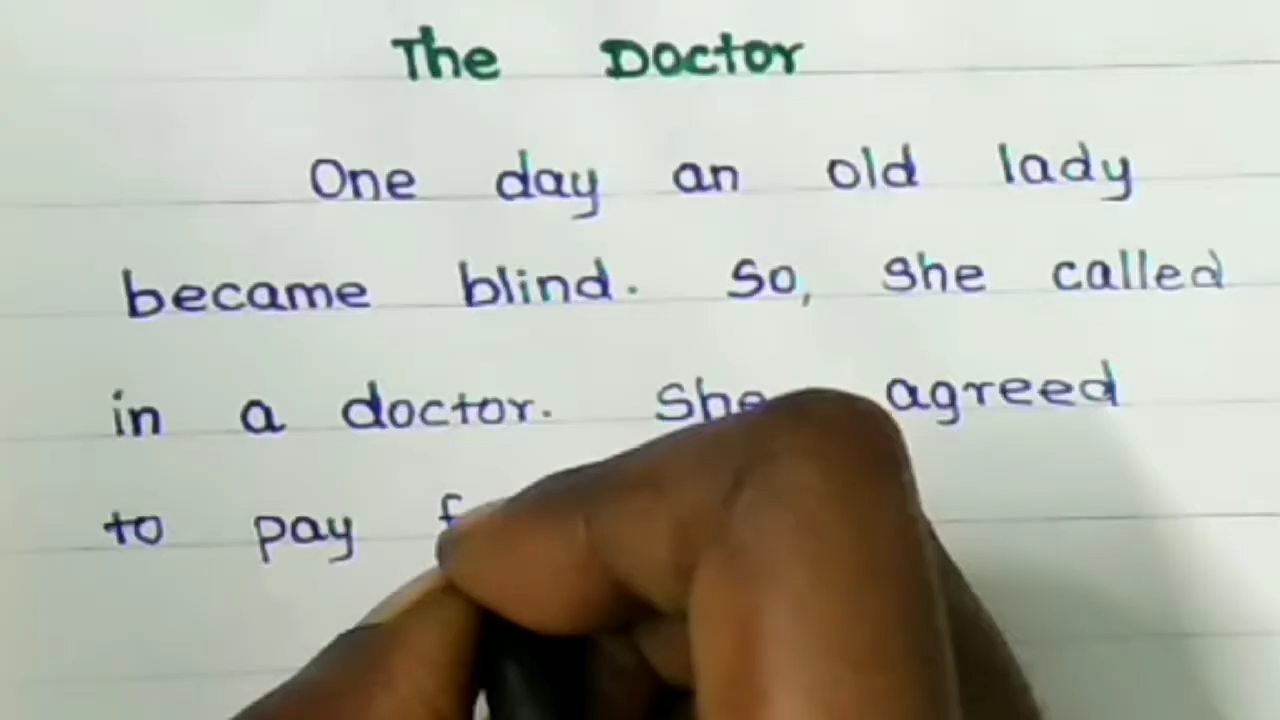 The Doctor
One day an old lady
became blind. So, she called
in a doctor. She agreed
to pay